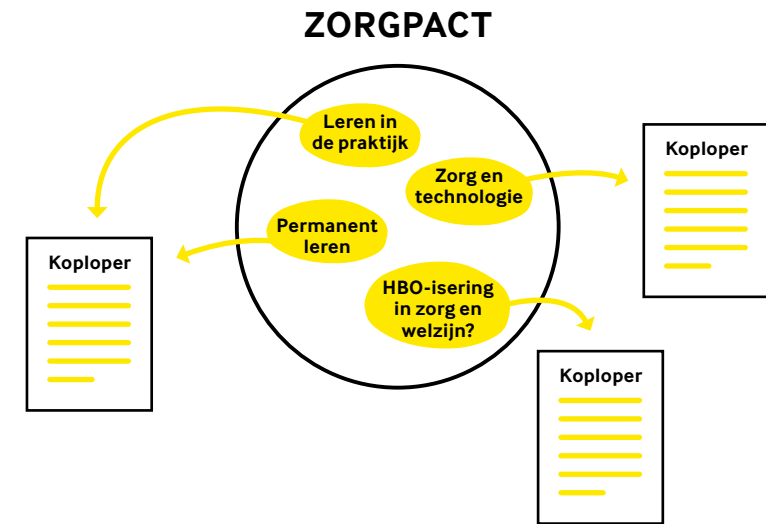 ZORGPACT
Leren in
de praktijk
Zorg en
technologie
Permanent
leren
HBO-isering
in zorg en
welzijn?
Koploper
Koploper
Koploper